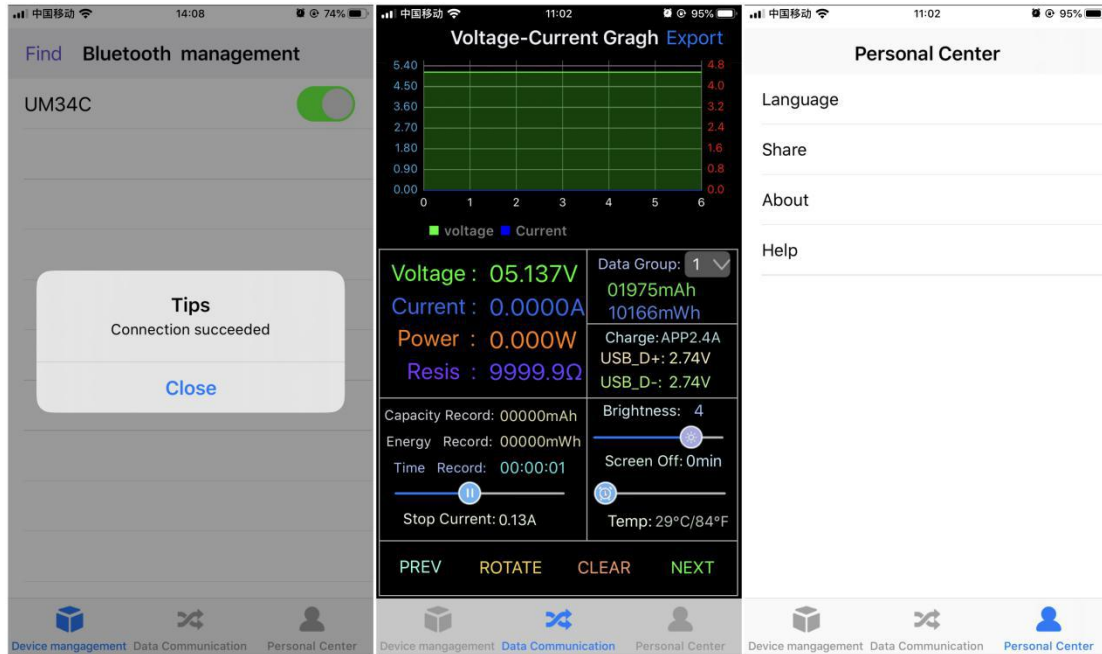 中国移动 14:08 74%
Find Bluetooth management
UM34C
Tips
Connection succeeded
Close
Device mangagement Data Communication Personal Center
中国移动 11:02 95%
Voltage-Current Gragh Export
5.40 4.8
4.50 4.0
3.60 3.2
2.70 2.4
1.80 1.6
0.90 0.8
0.00 0.0
0 1 2 3 4 5 6
voltage Current
Voltage : 05.137V
Current : 0.0000A
Power : 0.000W
Resis : 9999.9Ω
Data Group: 1
01975mAh
10166mWh
Charge: APP2.4A
USB_D+: 2.74V
USB_D-: 2.74V
Capacity Record: 00000mAh
Energy Record: 00000mWh
Time Record: 00:00:01
Stop Current: 0.13A
Brightness: 4
Screen Off: 0min
Temp: 29°C/84°F
PREV ROTATE CLEAR NEXT
Device mangagement Data Communication Personal Center
中国移动 11:02 95%
Personal Center
Language
Share
About
Help
Device mangagement Data Communication Personal Center